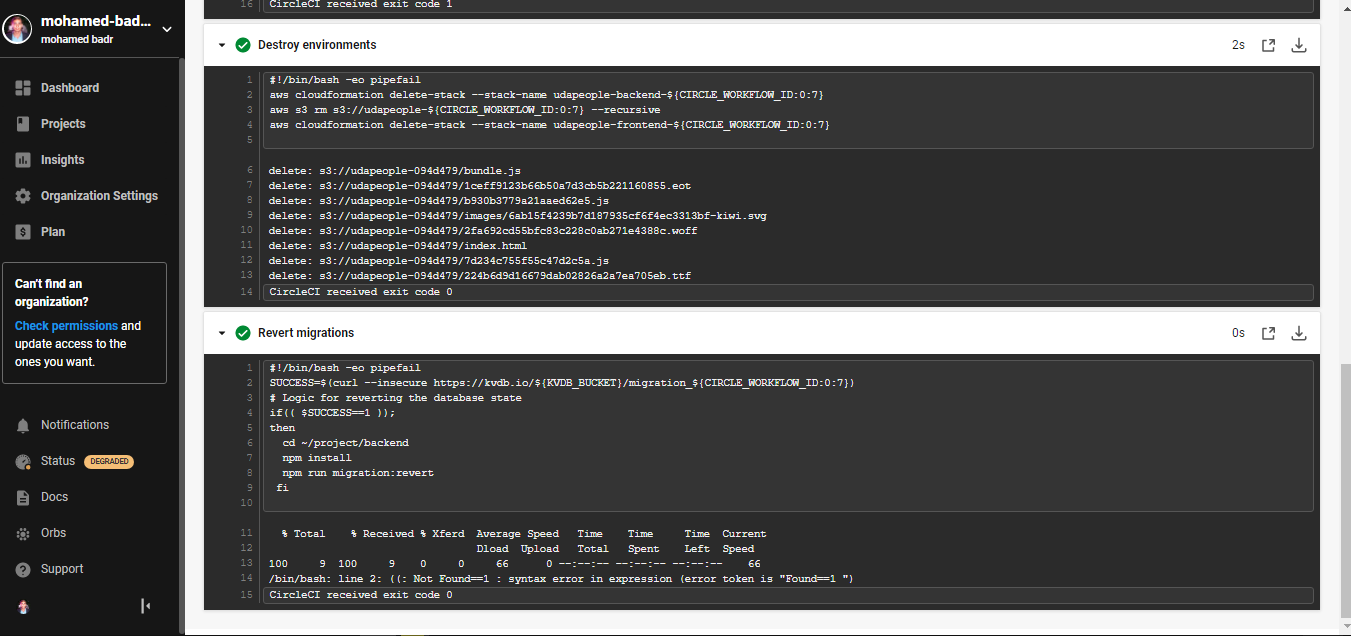 mohamed-bad...
mohamed badr
Dashboard
Projects
Insights
Organization Settings
Plan
Can't find an
organization?
Check permissions and
update access to the
ones you want.
Notifications
Status DEGRADED
Docs
Orbs
Support
16 CircleCI received exit code 1
Destroy environments 2s
1 #!/bin/bash -eo pipefail
2 aws cloudformation delete-stack --stack-name udapeople-backend-${CIRCLE_WORKFLOW_ID:0:7}
3 aws s3 rm s3://udapeople-${CIRCLE_WORKFLOW_ID:0:7} --recursive
4 aws cloudformation delete-stack --stack-name udapeople-frontend-${CIRCLE_WORKFLOW_ID:0:7}
5
6 delete: s3://udapeople-094d479/bundle.js
7 delete: s3://udapeople-094d479/1ceff9123b66b50a7d3cb5b221160855.eot
8 delete: s3://udapeople-094d479/b930b3779a21aaed62e5.js
9 delete: s3://udapeople-094d479/images/6ab15f4239b7d187935cf6f4ec3313bf-kiwi.svg
10 delete: s3://udapeople-094d479/2fa692cd55bfc83c228c0ab271e4388c.woff
11 delete: s3://udapeople-094d479/index.html
12 delete: s3://udapeople-094d479/7d234c755f55c47d2c5a.js
13 delete: s3://udapeople-094d479/224b6d9d16679dab02826a2a7ea705eb.ttf
14 CircleCI received exit code 0
Revert migrations 0s
1 #!/bin/bash -eo pipefail
2 SUCCESS=$(curl --insecure https://kvdb.io/${KVDB_BUCKET}/migration_${CIRCLE_WORKFLOW_ID:0:7})
3 # Logic for reverting the database state
4 if(( $SUCCESS==1 ));
5 then
6 cd ~/project/backend
7 npm install
8 npm run migration:revert
9 fi
10
11 % Total % Received % Xferd Average Speed Time Time Time Current
12 Dload Upload Total Spent Left Speed
13 100 9 100 9 0 0 66 0 --:--:-- --:--:-- --:--:-- 66
14 /bin/bash: line 2: ((: Not Found==1 : syntax error in expression (error token is "Found==1 ")
15 CircleCI received exit code 0